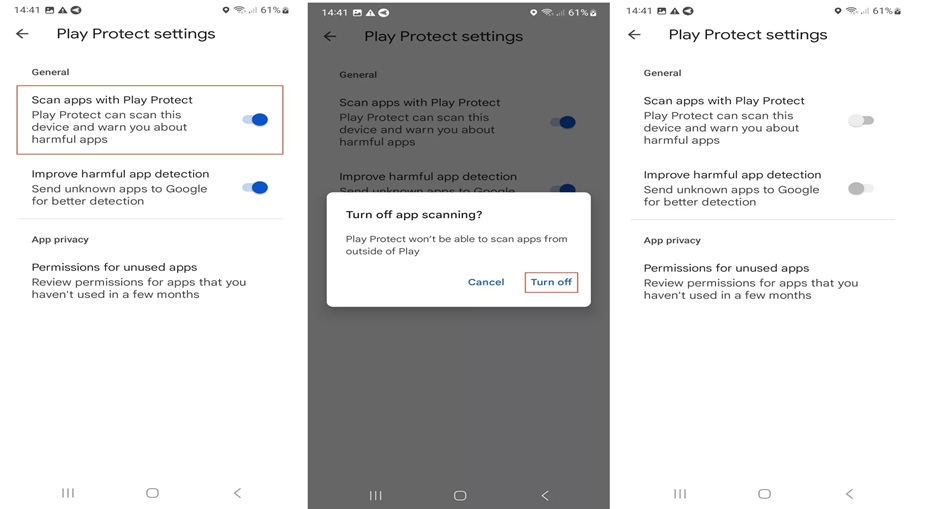 14:41
61%
Play Protect settings
General
Scan apps with Play Protect
Play Protect can scan this
device and warn you about
harmful apps
Improve harmful app detection
Send unknown apps to Google
for better detection
App privacy
Permissions for unused apps
Review permissions for apps that you
haven't used in a few months
14:41
61%
Play Protect settings
General
Scan apps with Play Protect
Play Protect can scan this
device and warn you about
harmful apps
Improve harmful app detection
Send unknown apps to Google
Turn off app scanning?
Play Protect won't be able to scan apps from
outside of Play
Cancel
Turn off
14:41
61%
Play Protect settings
General
Scan apps with Play Protect
Play Protect can scan this
device and warn you about
harmful apps
Improve harmful app detection
Send unknown apps to Google
for better detection
App privacy
Permissions for unused apps
Review permissions for apps that you
haven't used in a few months